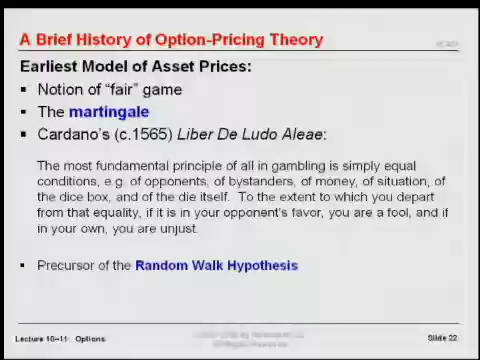 A Brief History of Option-Pricing Theory
Earliest Model of Asset Prices:
▪ Notion of "fair" game
▪ The martingale
▪ Cardano's (c.1565) Liber De Ludo Aleae:
The most fundamental principle of all in gambling is simply equal
conditions, e.g. of opponents, of bystanders, of money, of situation, of
the dice box, and of the die itself. To the extent to which you depart
from that equality, if it is in your opponent's favor, you are a fool, and if
in your own, you are unjust.
▪ Precursor of the Random Walk Hypothesis
Lecture 10–11: Options
Slide 22